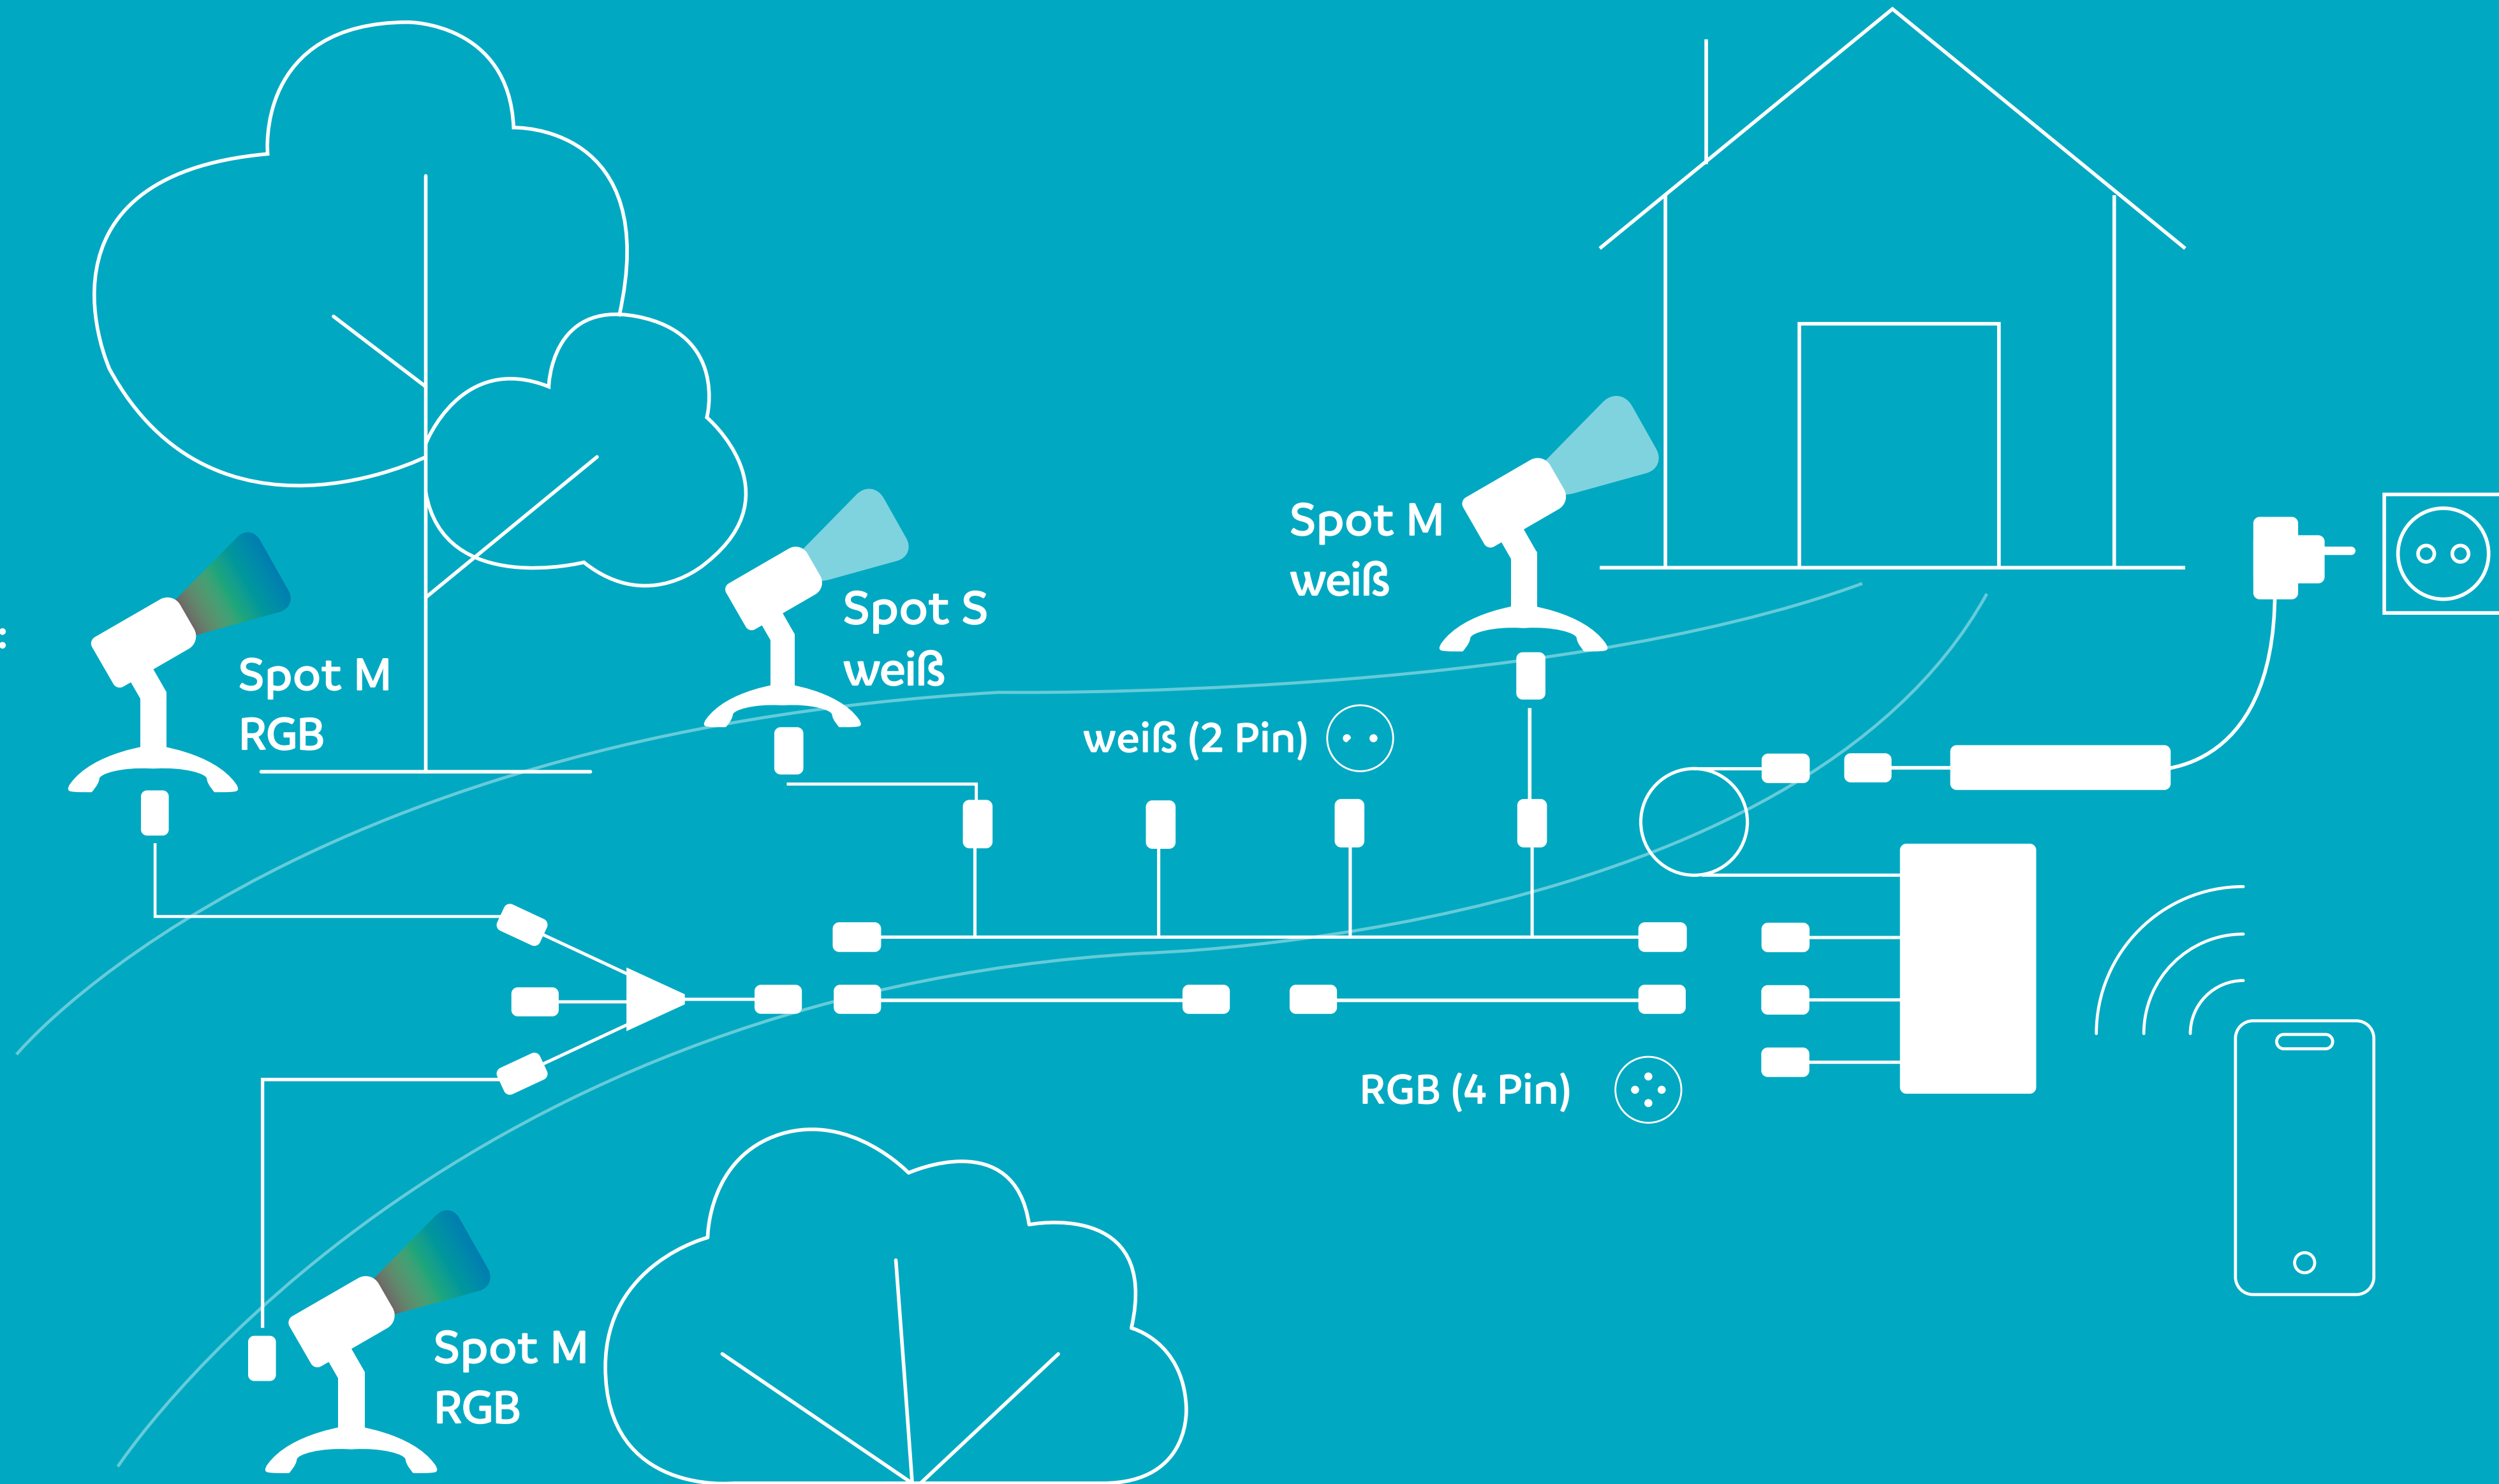 Spot M
weiß
Spot S
weiß
Spot M
RGB
weiß (2 Pin)
RGB (4 Pin)
Spot M
RGB